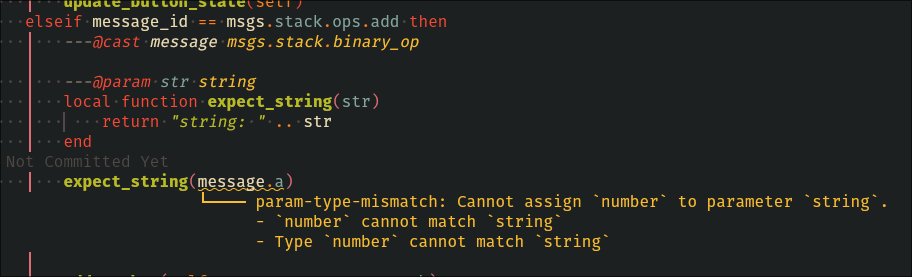 update_button_state(self)
elseif message_id == msgs.stack.ops.add then
---@cast message msgs.stack.binary_op
---@param str string
local function expect_string(str)
return "string: " .. str
end
Not Committed Yet
expect_string(message.a)
param-type-mismatch: Cannot assign `number` to parameter `string`.
- `number` cannot match `string`
- Type `number` cannot match `string`